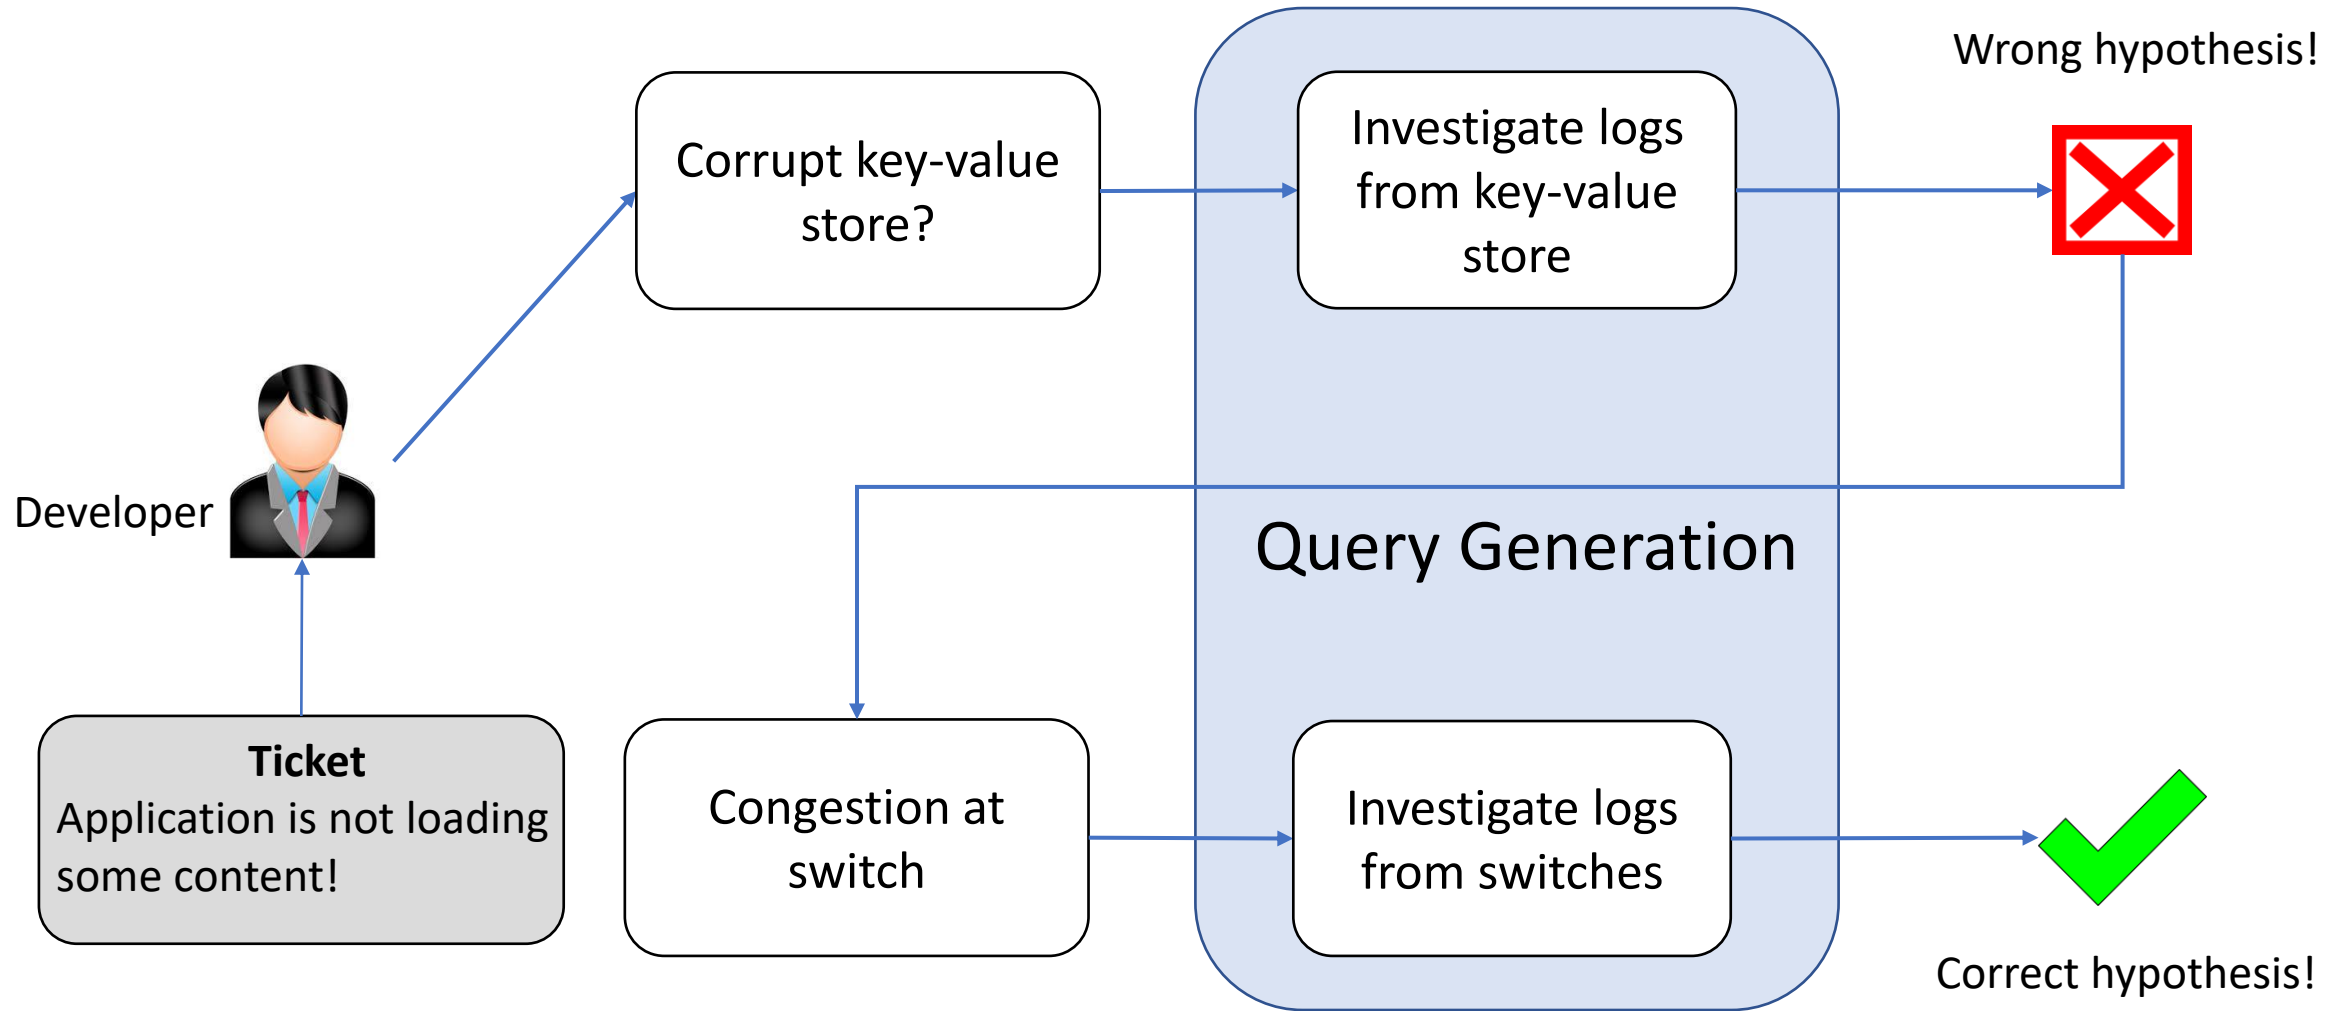 Wrong hypothesis!
Corrupt key-value
store?
Investigate logs
from key-value
store
Developer
Query Generation
Ticket
Application is not loading
some content!
Congestion at
switch
Investigate logs
from switches
Correct hypothesis!